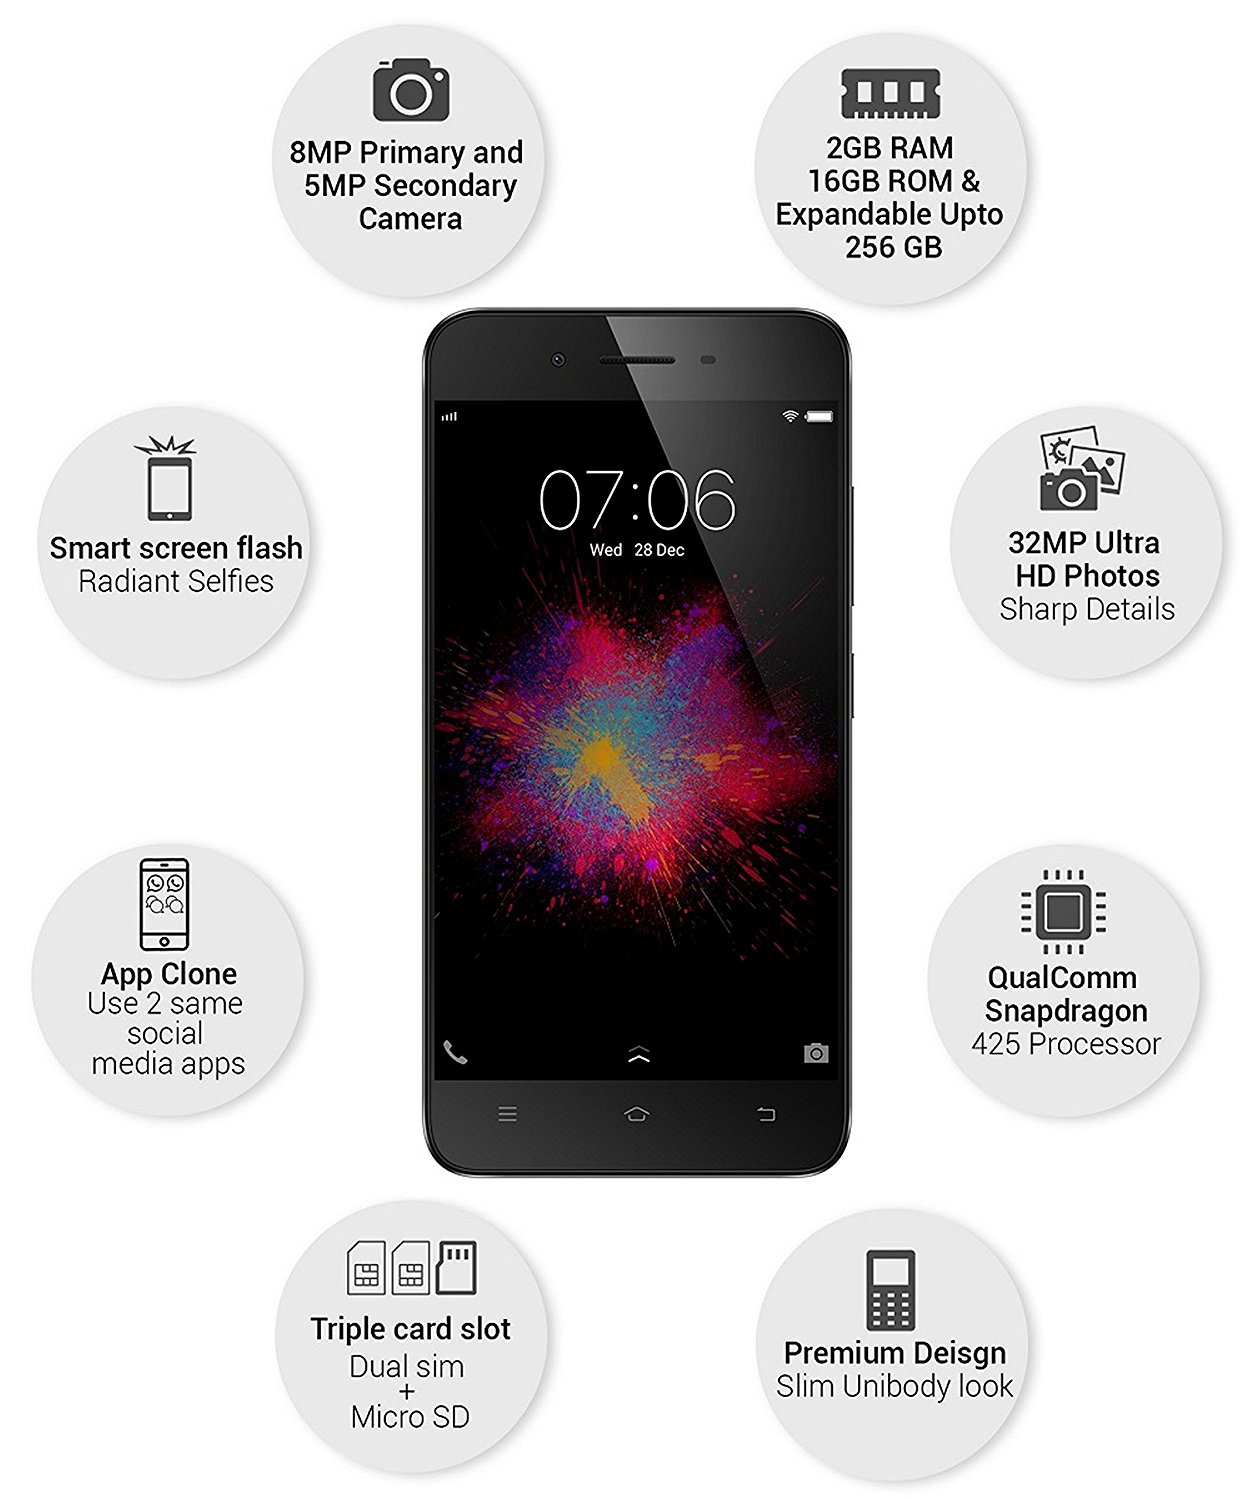 8MP Primary and
5MP Secondary
Camera
2GB RAM
16GB ROM &
Expandable Upto
256 GB
07:06
Wed 28 Dec
Smart screen flash
Radiant Selfies
32MP Ultra
HD Photos
Sharp Details
App Clone
Use 2 same
social
media apps
QualComm
Snapdragon
425 Processor
Triple card slot
Dual sim
+
Micro SD
Premium Deisgn
Slim Unibody look